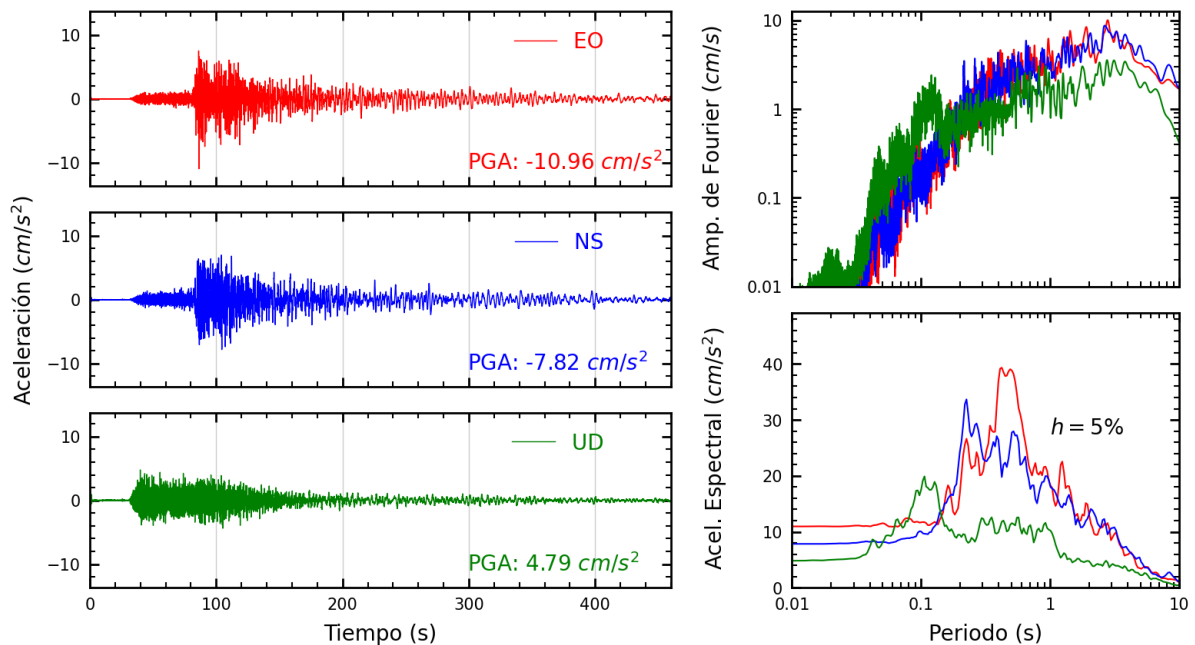 Aceleración (cm/s²)
10
0
−10
EO
PGA: -10.96 cm/s²
10
0
−10
NS
PGA: -7.82 cm/s²
10
0
−10
UD
PGA: 4.79 cm/s²
0 100 200 300 400
Tiempo (s)
Amp. de Fourier (cm/s)
10
1
0.1
0.01
Acel. Espectral (cm/s²)
40
30
20
10
0
h = 5%
0.01 0.1 1 10
Periodo (s)